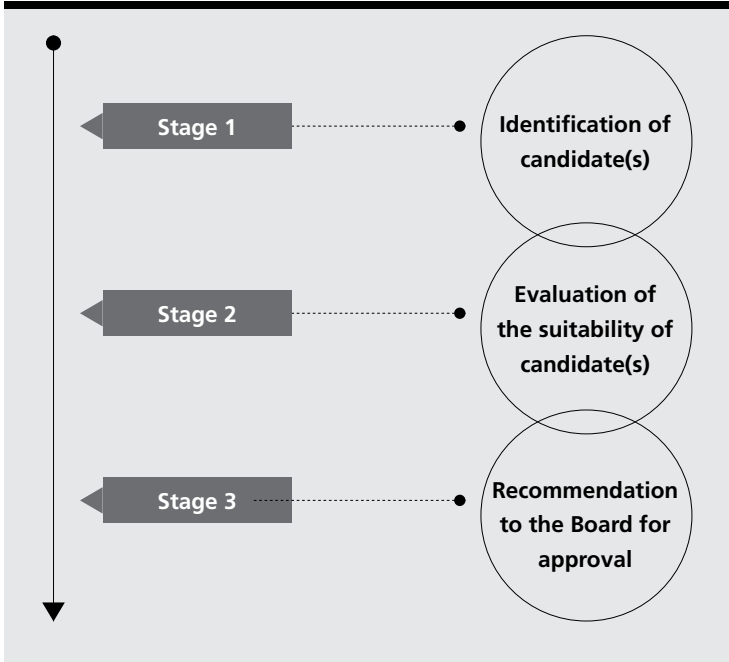 Stage 1
Identification of
candidate(s)
Stage 2
Evaluation of
the suitability of
candidate(s)
Stage 3
Recommendation
to the Board for
approval